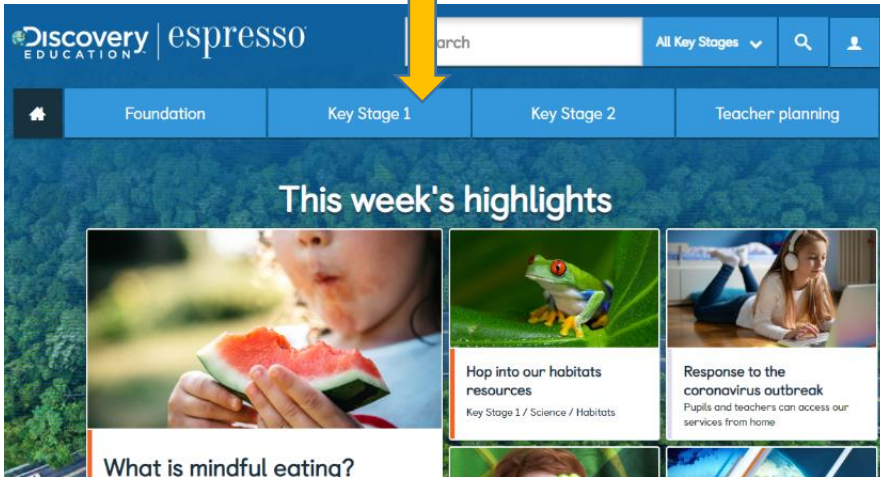 Discovery
EDUCATION
espresso
arch
All Key Stages
Foundation
Key Stage 1
Key Stage 2
Teacher planning
This week's highlights
What is mindful eating?
Hop into our habitats
resources
Key Stage 1 / Science / Habitats
Response to the
coronavirus outbreak
Pupils and teachers can access our
services from home